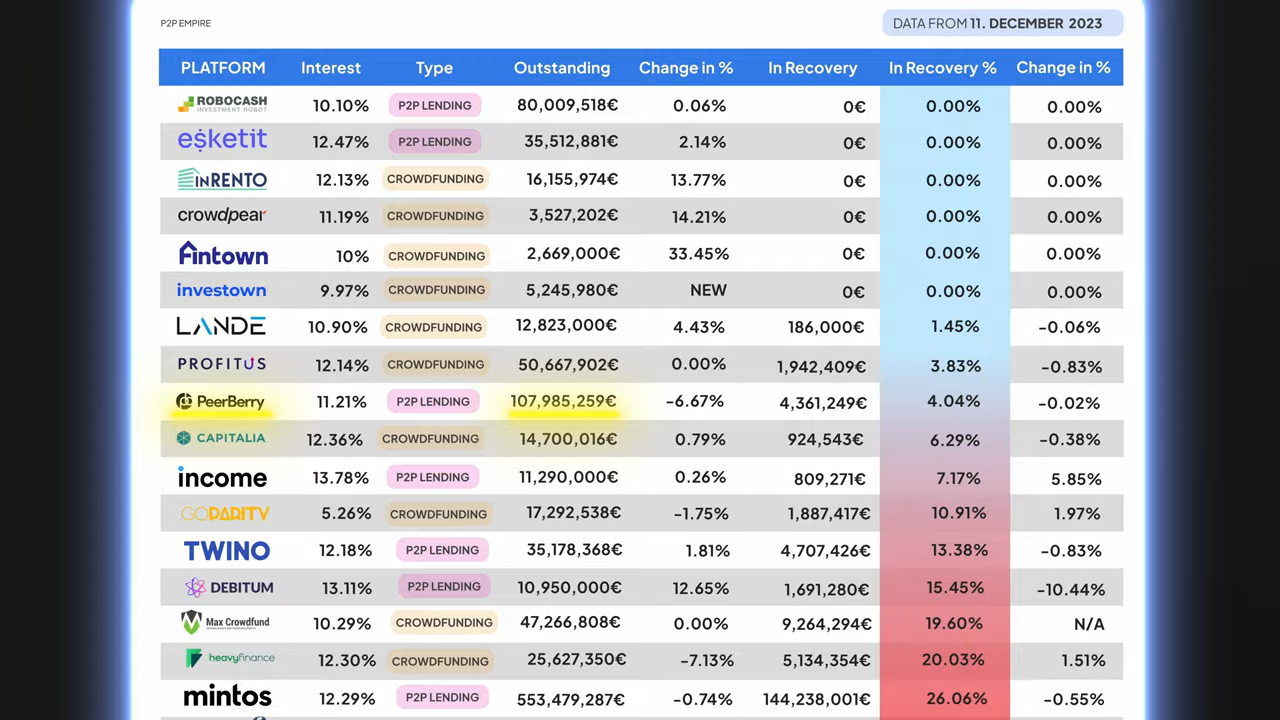 P2P EMPIRE
DATA FROM 11. DECEMBER 2023
PLATFORM Interest Type Outstanding Change in % In Recovery In Recovery % Change in %
ROBOCASH 10.10% P2P LENDING 80,009,518€ 0.06% 0€ 0.00% 0.00%
INVESTMENT ROBOT
esketit 12.47% P2P LENDING 35,512,881€ 2.14% 0€ 0.00% 0.00%
inRENTO 12.13% CROWDFUNDING 16,155,974€ 13.77% 0€ 0.00% 0.00%
crowdpear 11.19% CROWDFUNDING 3,527,202€ 14.21% 0€ 0.00% 0.00%
Fintown 10% CROWDFUNDING 2,669,000€ 33.45% 0€ 0.00% 0.00%
investown 9.97% CROWDFUNDING 5,245,980€ NEW 0€ 0.00% 0.00%
LANDE 10.90% CROWDFUNDING 12,823,000€ 4.43% 186,000€ 1.45% -0.06%
PROFITUS 12.14% CROWDFUNDING 50,667,902€ 0.00% 1,942,409€ 3.83% -0.83%
PeerBerry 11.21% P2P LENDING 107,985,259€ -6.67% 4,361,249€ 4.04% -0.02%
CAPITALIA 12.36% CROWDFUNDING 14,700,016€ 0.79% 924,543€ 6.29% -0.38%
income 13.78% P2P LENDING 11,290,000€ 0.26% 809,271€ 7.17% 5.85%
GOPARITY 5.26% CROWDFUNDING 17,292,538€ -1.75% 1,887,417€ 10.91% 1.97%
TWINO 12.18% P2P LENDING 35,178,368€ 1.81% 4,707,426€ 13.38% -0.83%
DEBITUM 13.11% P2P LENDING 10,950,000€ 12.65% 1,691,280€ 15.45% -10.44%
Max Crowdfund 10.29% CROWDFUNDING 47,266,808€ 0.00% 9,264,294€ 19.60% N/A
heavyfinance 12.30% CROWDFUNDING 25,627,350€ -7.13% 5,134,354€ 20.03% 1.51%
mintos 12.29% P2P LENDING 553,479,287€ -0.74% 144,238,001€ 26.06% -0.55%